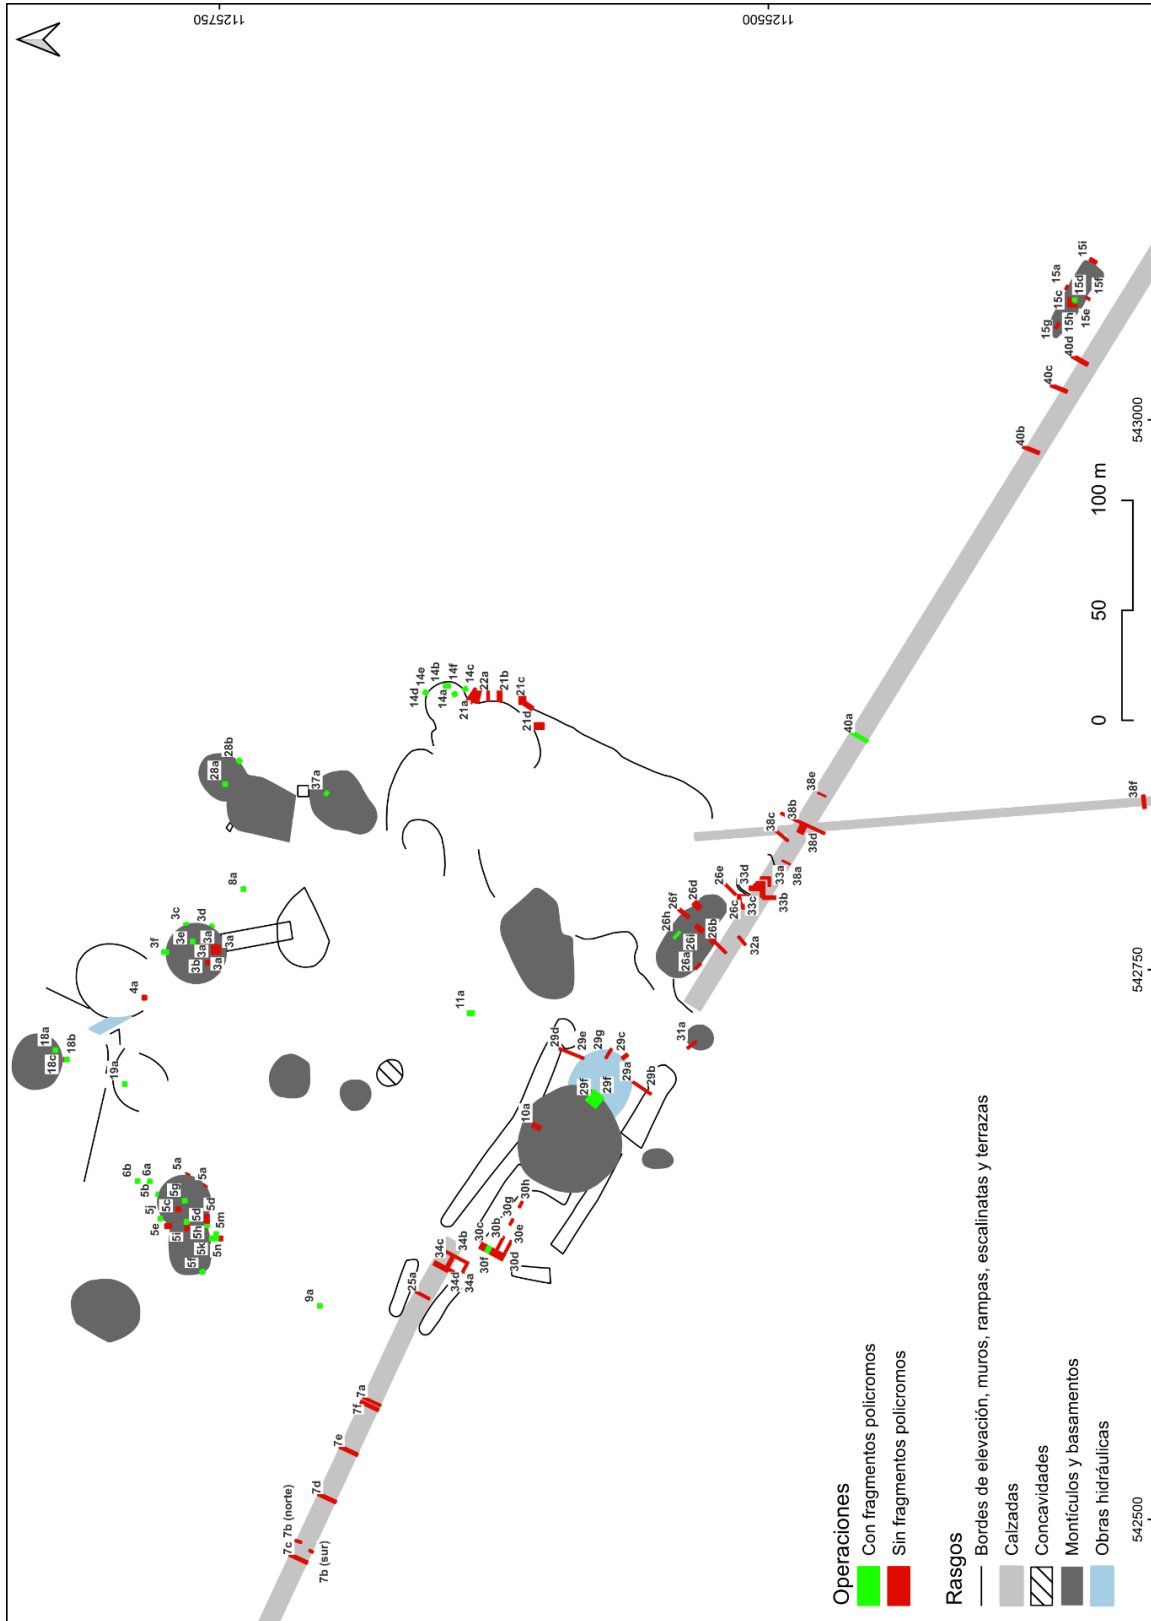 1125750
1125500
18a
18c
18b
19a
4a
3f
3c
3e
3d
3b
3a
3a
3a
3a
8a
28a
28b
37a
6b
6a
5b
5a
5g
5a
5j
5c
5e
5d
5d
5i
5h
5m
5k
5n
5f
9a
11a
14d
14e
14b
14a
14f
14c
21a
22a
21b
21c
21d
10a
29d
29e
29g
29c
29f
29f
29a
29b
31a
30h
30g
30c
30b
30e
30f
30d
34c
34b
34d
34a
25a
7f
7a
7e
7d
7c
7b (norte)
7b (sur)
26h
26f
26d
26e
26i
26b
26a
26c
33d
33c
33a
33b
32a
38a
38c
38b
38d
38e
38f
40a
40b
40c
40d
15g
15c
15a
15h
15d
15e
15f
15i
543000
542750
542500
0
50
100 m
Operaciones
Con fragmentos policromos
Sin fragmentos policromos
Rasgos
Bordes de elevación, muros, rampas, escalinatas y terrazas
Calzadas
Concavidades
Montículos y basamentos
Obras hidráulicas